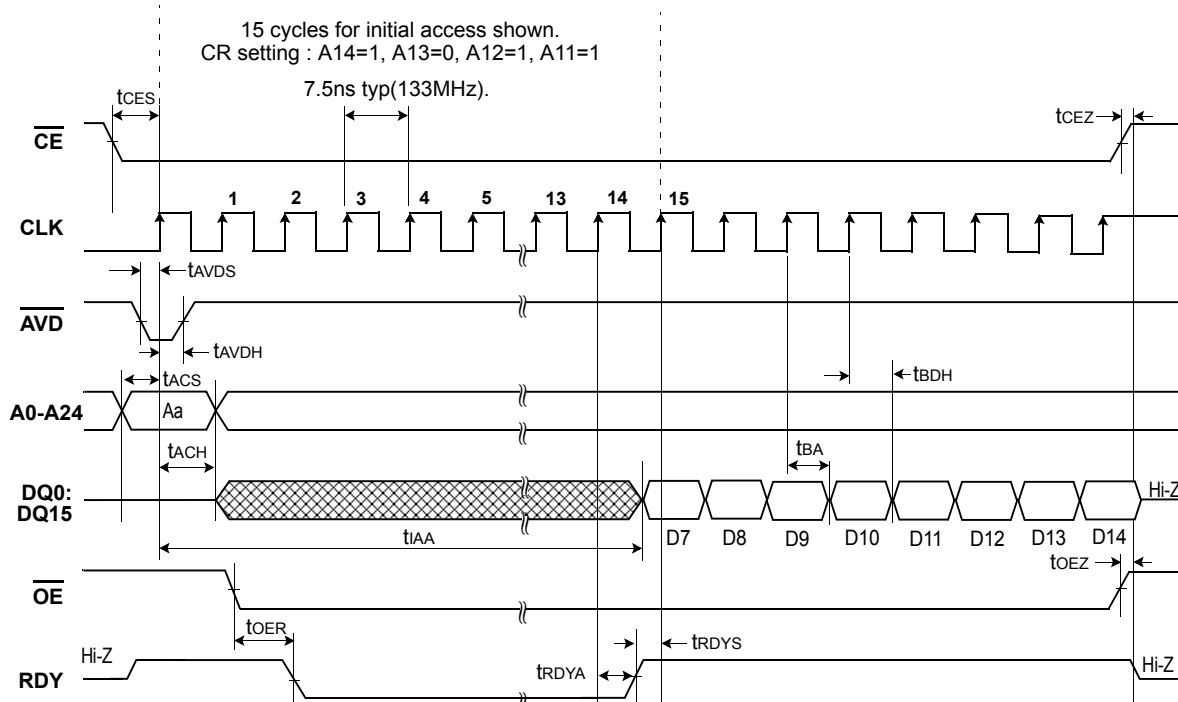 15 cycles for initial access shown.
CR setting : A14=1, A13=0, A12=1, A11=1
7.5ns typ(133MHz).
tCES
tCEZ
CE
1 2 3 4 5 13 14 15
CLK
tAVDS
AVD
tAVDH
tACS
tBDH
A0-A24
Aa
tACH
tBA
DQ0:
DQ15
Hi-Z
tIAA
D7 D8 D9 D10 D11 D12 D13 D14
tOEZ
OE
tOER
tRDYS
Hi-Z
tRDYA
Hi-Z
RDY